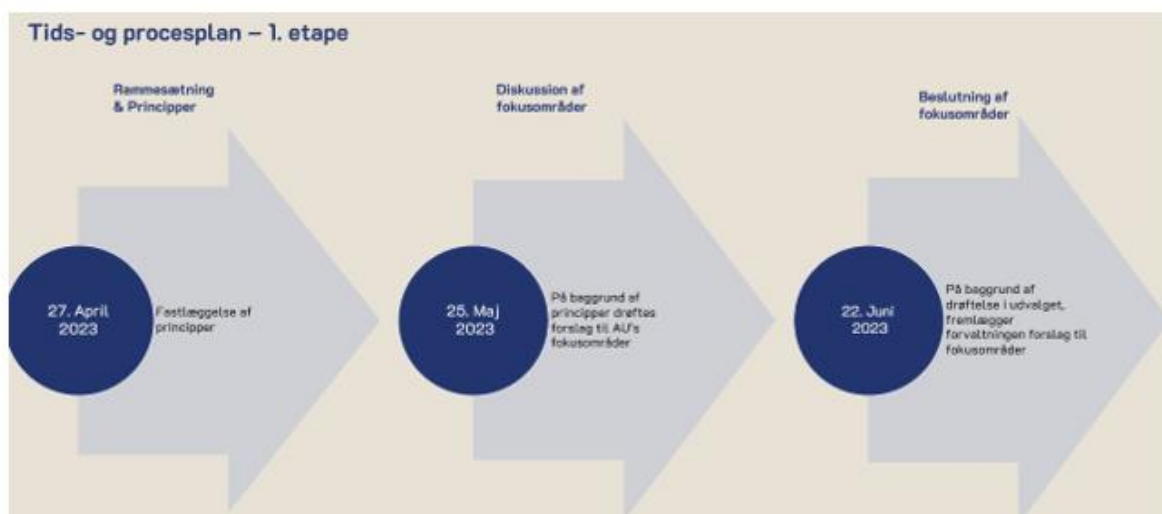 Tids- og procesplan – 1. etape
Rammesætning
& Principper
27. April
2023
Fastlæggelse af
principper
Diskussion af
fokusområder
25. Maj
2023
På baggrund af
principper drøftes
forslag til AU's
fokusområder
Beslutning af
fokusområder
22. Juni
2023
På baggrund af
drøftelse i udvalget,
fremlægger
forvaltningen forslag til
fokusområder